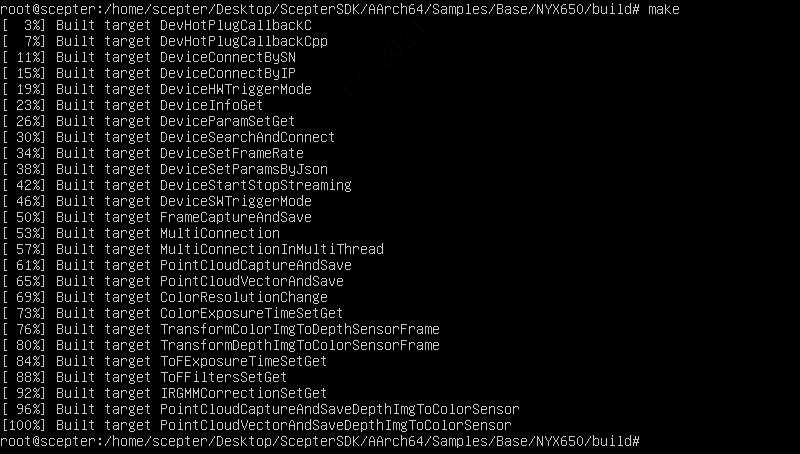 root@scepter:/home/scepter/Desktop/ScepterSDK/AArch64/Samples/Base/NYX650/build# make
[  3%] Built target DevHotPlugCallbackC
[  7%] Built target DevHotPlugCallbackCpp
[ 11%] Built target DeviceConnectBySN
[ 15%] Built target DeviceConnectByIP
[ 19%] Built target DeviceHWTriggerMode
[ 23%] Built target DeviceInfoGet
[ 26%] Built target DeviceParamSetGet
[ 30%] Built target DeviceSearchAndConnect
[ 34%] Built target DeviceSetFrameRate
[ 38%] Built target DeviceSetParamsByJson
[ 42%] Built target DeviceStartStopStreaming
[ 46%] Built target DeviceSWTriggerMode
[ 50%] Built target FrameCaptureAndSave
[ 53%] Built target MultiConnection
[ 57%] Built target MultiConnectionInMultiThread
[ 61%] Built target PointCloudCaptureAndSave
[ 65%] Built target PointCloudVectorAndSave
[ 69%] Built target ColorResolutionChange
[ 73%] Built target ColorExposureTimeSetGet
[ 76%] Built target TransformColorImgToDepthSensorFrame
[ 80%] Built target TransformDepthImgToColorSensorFrame
[ 84%] Built target ToFExposureTimeSetGet
[ 88%] Built target ToFFiltersSetGet
[ 92%] Built target IRGMMCorrectionSetGet
[ 96%] Built target PointCloudCaptureAndSaveDepthImgToColorSensor
[100%] Built target PointCloudVectorAndSaveDepthImgToColorSensor
root@scepter:/home/scepter/Desktop/ScepterSDK/AArch64/Samples/Base/NYX650/build#